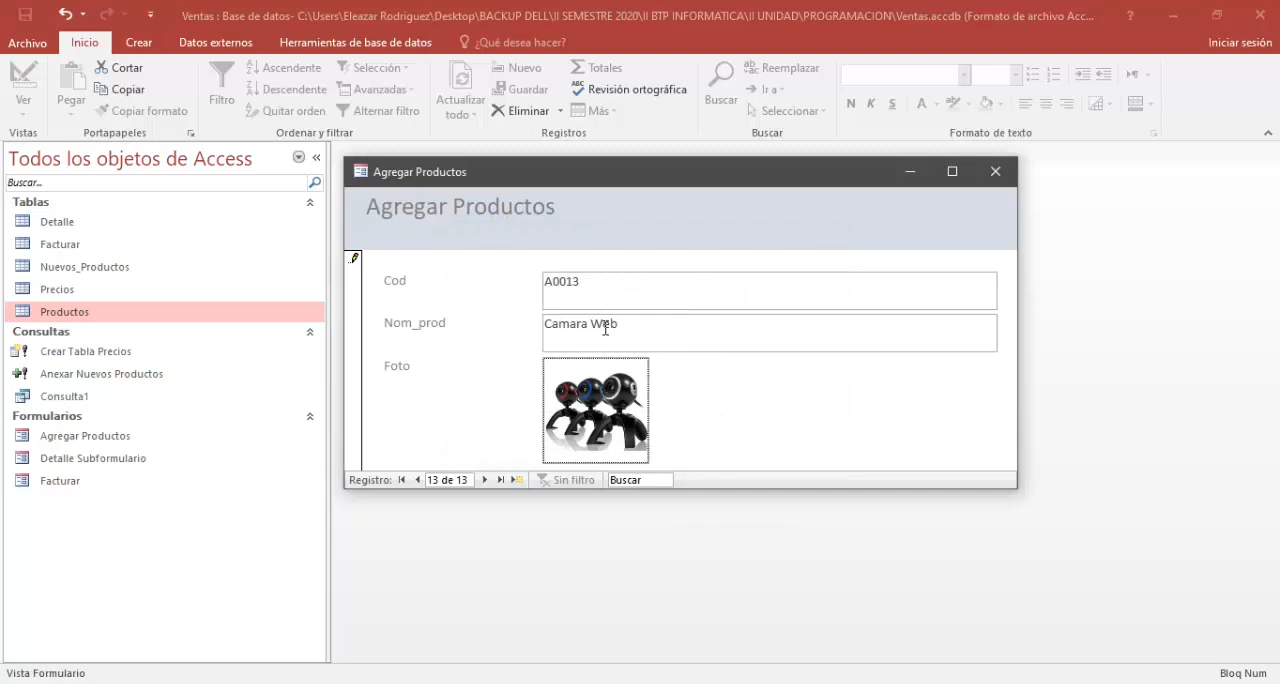 Ventas : Base de datos- C:\Users\Eleazar Rodriguez\Desktop\BACKUP DELL\II SEMESTRE 2020\II BTP INFORMATICA\II UNIDAD\PROGRAMACION\Ventas.accdb (Formato de archivo Acc...
Archivo Inicio Crear Datos externos Herramientas de base de datos ¿Qué desea hacer? Iniciar sesión
Ver
Vistas
Pegar
Cortar
Copiar
Copiar formato
Portapapeles
Filtro
Ascendente
Descendente
Quitar orden
Selección
Avanzadas
Alternar filtro
Ordenar y filtrar
Actualizar
todo
Nuevo
Guardar
Eliminar
Totales
Revisión ortográfica
Más
Registros
Buscar
Reemplazar
Ir a
Seleccionar
Buscar
N K S A
Formato de texto
Todos los objetos de Access
Buscar...
Tablas
Detalle
Facturar
Nuevos_Productos
Precios
Productos
Consultas
Crear Tabla Precios
Anexar Nuevos Productos
Consulta1
Formularios
Agregar Productos
Detalle Subformulario
Facturar
Agregar Productos
Agregar Productos
Cod A0013
Nom_prod Camara Web
Foto
Registro: 13 de 13 Sin filtro Buscar
Vista Formulario Bloq Num